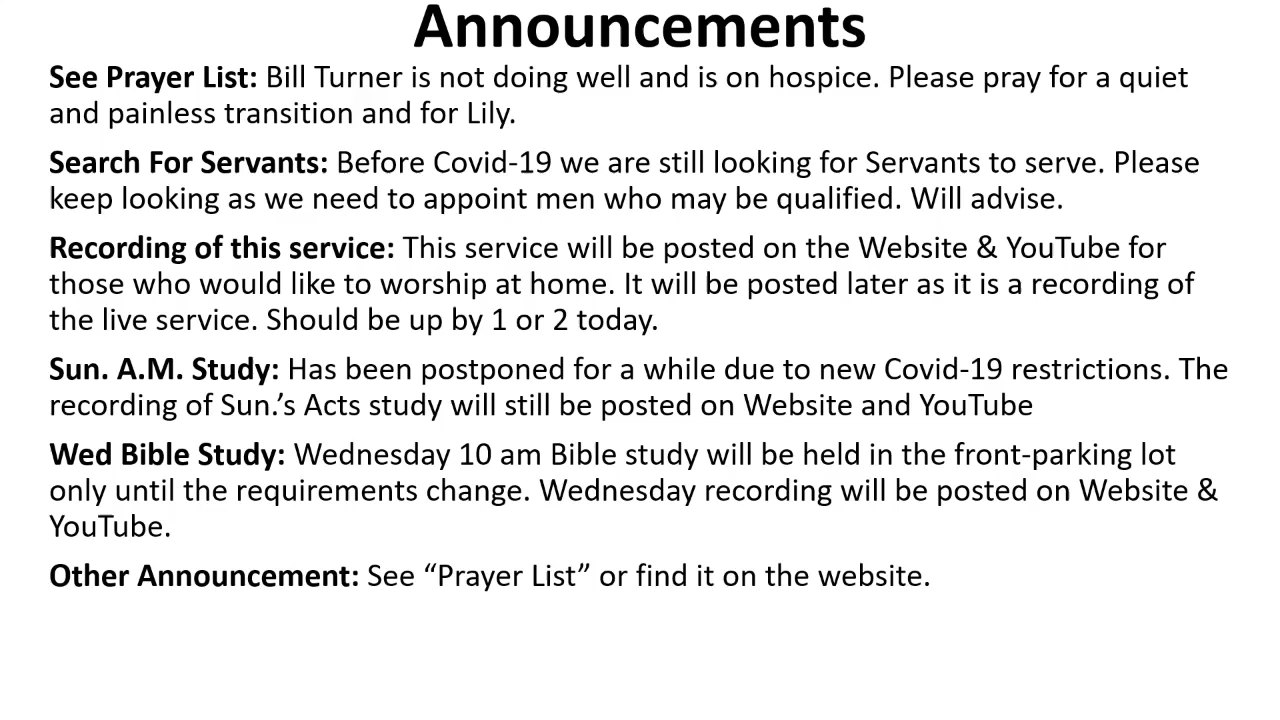 Announcements
See Prayer List: Bill Turner is not doing well and is on hospice. Please pray for a quiet
and painless transition and for Lily.
Search For Servants: Before Covid-19 we are still looking for Servants to serve. Please
keep looking as we need to appoint men who may be qualified. Will advise.
Recording of this service: This service will be posted on the Website & YouTube for
those who would like to worship at home. It will be posted later as it is a recording of
the live service. Should be up by 1 or 2 today.
Sun. A.M. Study: Has been postponed for a while due to new Covid-19 restrictions. The
recording of Sun.’s Acts study will still be posted on Website and YouTube
Wed Bible Study: Wednesday 10 am Bible study will be held in the front-parking lot
only until the requirements change. Wednesday recording will be posted on Website &
YouTube.
Other Announcement: See “Prayer List” or find it on the website.